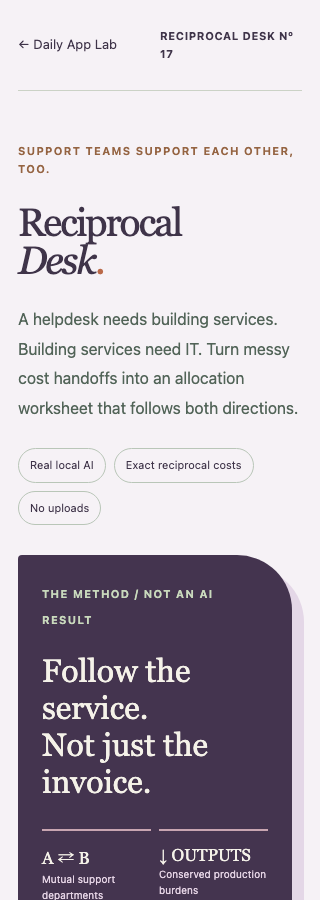 ← Daily App Lab
RECIPROCAL DESK Nº
17
SUPPORT TEAMS SUPPORT EACH OTHER,
TOO.
Reciprocal
Desk.
A helpdesk needs building services.
Building services need IT. Turn messy
cost handoffs into an allocation
worksheet that follows both directions.
Real local AI
Exact reciprocal costs
No uploads
THE METHOD / NOT AN AI
RESULT
Follow the
service.
Not just the
invoice.
A ⇄ B
Mutual support
departments
↓ OUTPUTS
Conserved production
burdens